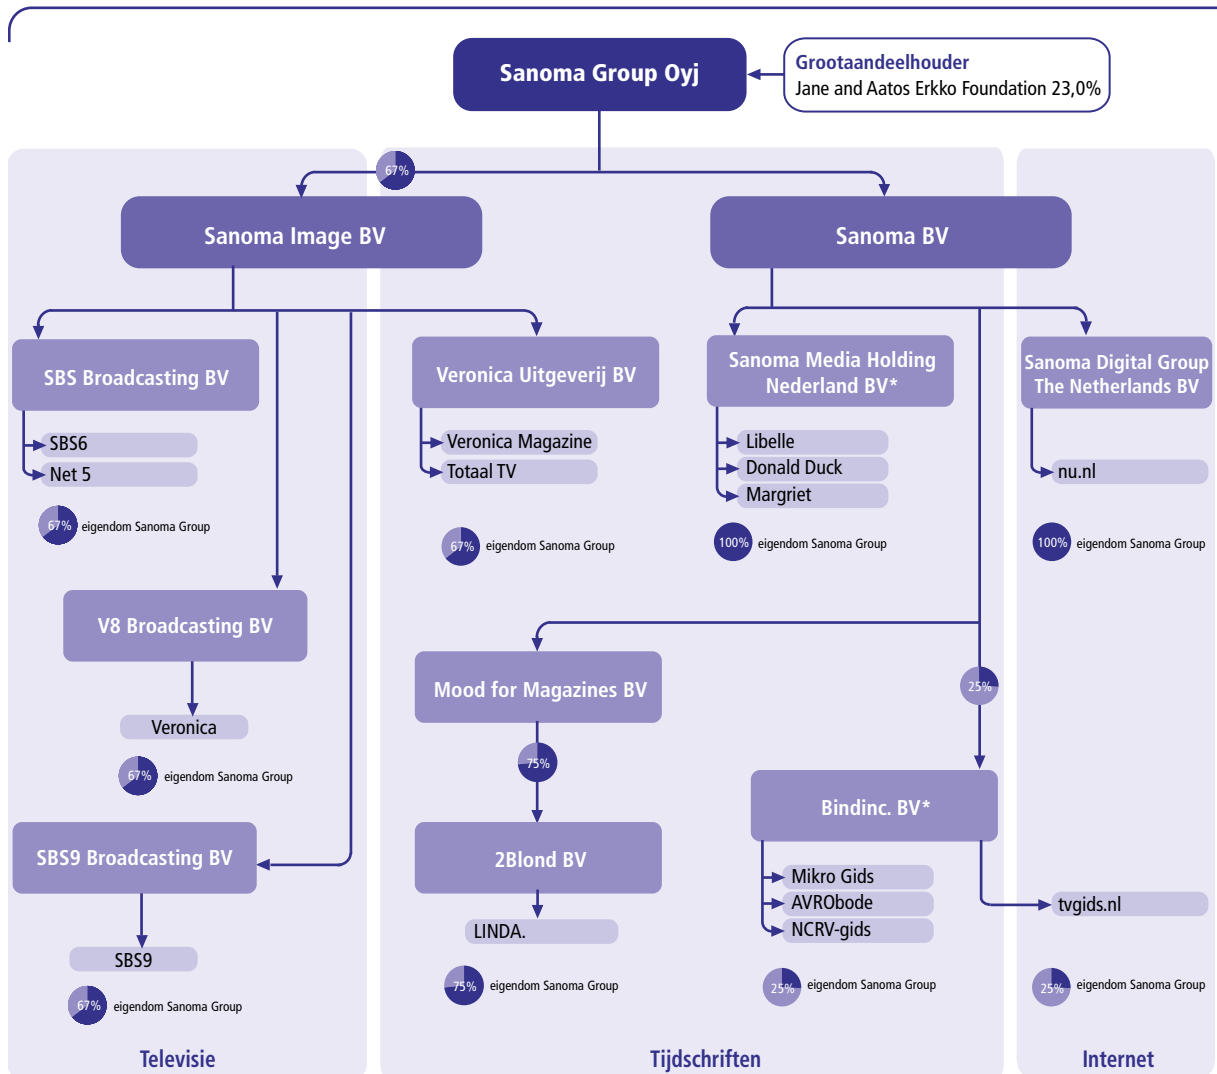 Sanoma Group Oyj
Grootaandeelhouder
Jane and Aatos Erkko Foundation 23,0%
67%
Sanoma Image BV
Sanoma BV
SBS Broadcasting BV
SBS6
Net 5
67% eigendom Sanoma Group
Veronica Uitgeverij BV
Veronica Magazine
Totaal TV
67% eigendom Sanoma Group
Sanoma Media Holding
Nederland BV*
Libelle
Donald Duck
Margriet
100% eigendom Sanoma Group
Sanoma Digital Group
The Netherlands BV
nu.nl
100% eigendom Sanoma Group
V8 Broadcasting BV
Veronica
67% eigendom Sanoma Group
Mood for Magazines BV
75%
25%
SBS9 Broadcasting BV
SBS9
67% eigendom Sanoma Group
2Blond BV
LINDA.
75% eigendom Sanoma Group
Bindinc. BV*
Mikro Gids
AVRObode
NCRV-gids
25% eigendom Sanoma Group
tvgids.nl
25% eigendom Sanoma Group
Televisie
Tijdschriften
Internet